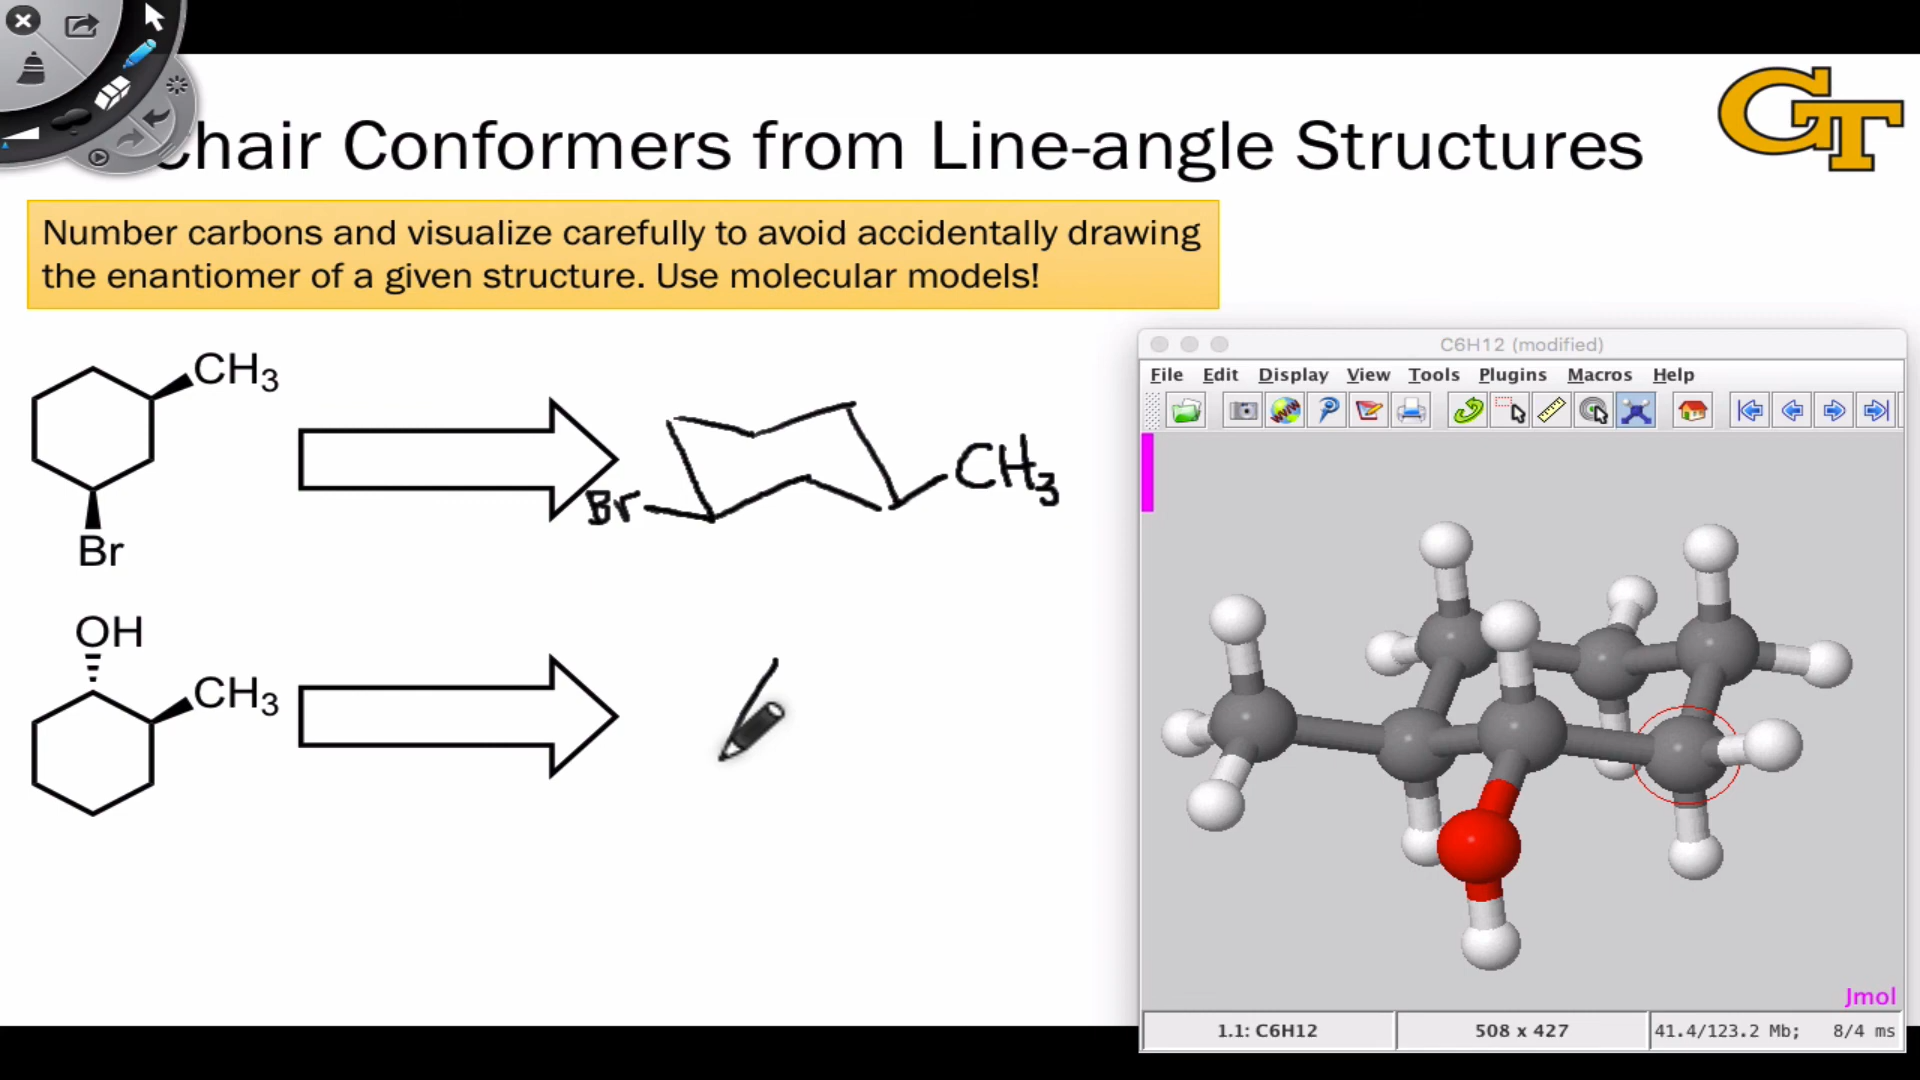 hair Conformers from Line-angle Structures
GT
Number carbons and visualize carefully to avoid accidentally drawing
the enantiomer of a given structure. Use molecular models!
CH3
Br
Br
CH3
OH
CH3
C6H12 (modified)
File Edit Display View Tools Plugins Macros Help
Jmol
1.1: C6H12 508 x 427 41.4/123.2 Mb; 8/4 ms